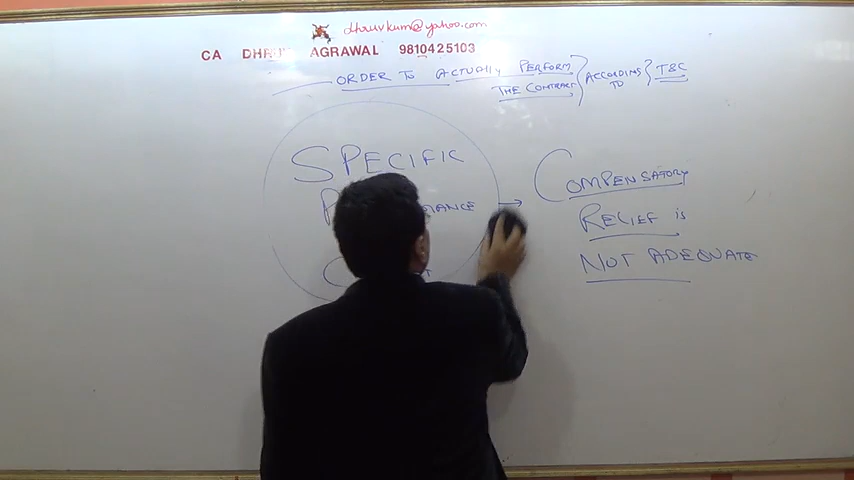 dhruvkum@yahoo.com
CA DHRU AGRAWAL 9810425103
ORDER TO ACTUALLY PERFORM
THE CONTRACT
ACCORDING
TO
T&C
SPECIFIC
COMPENSATORY
RELIEF is
NOT ADEQUATE